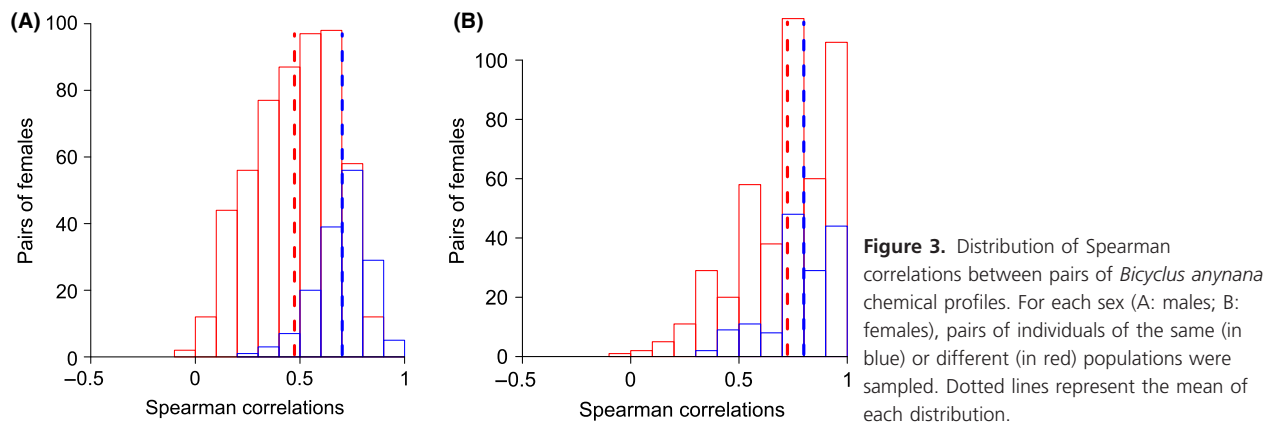 (A)
100
80
60
40
20
0
Pairs of females
–0.5 0 0.5 1
Spearman correlations
(B)
100
80
60
40
20
0
Pairs of females
–0.5 0 0.5 1
Spearman correlations
Figure 3. Distribution of Spearman
correlations between pairs of Bicyclus anynana
chemical profiles. For each sex (A: males; B:
females), pairs of individuals of the same (in
blue) or different (in red) populations were
sampled. Dotted lines represent the mean of
each distribution.